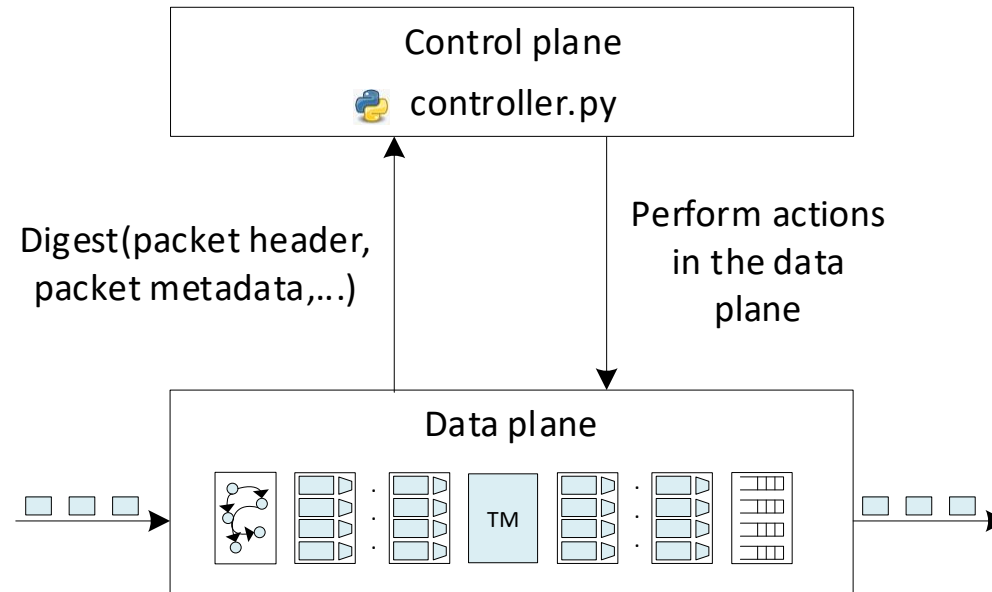 Control plane
controller.py
Digest(packet header,
packet metadata,...)
Perform actions
in the data
plane
Data plane
TM